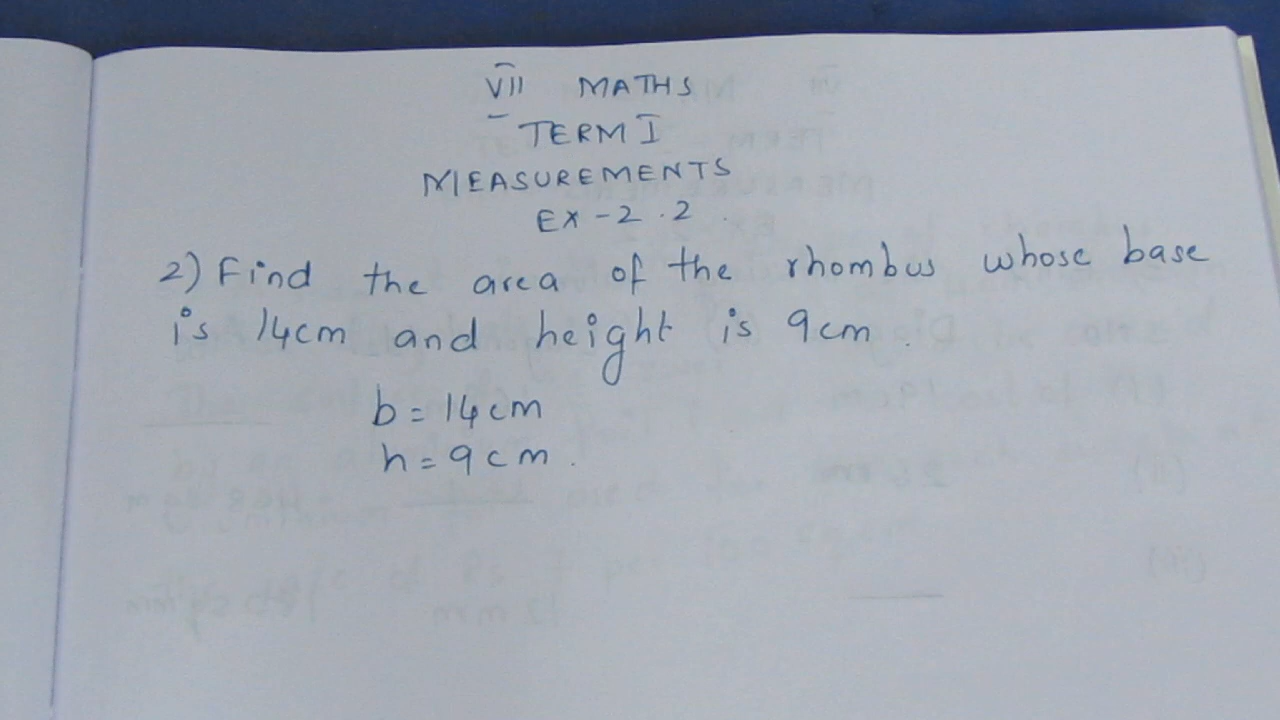 VII MATHS
TERM I
MEASUREMENTS
EX-2.2.
2) Find the area of the rhombus whose base
is 14cm and height is 9cm.
b = 14cm
h = 9cm.